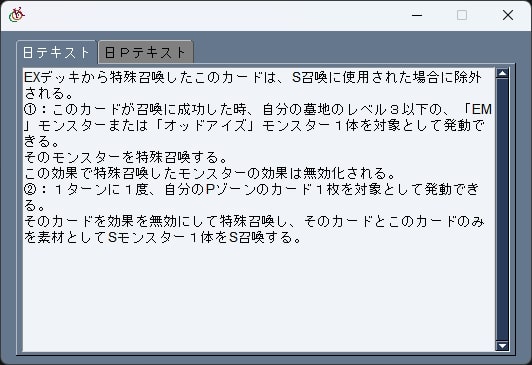 日テキスト 日Ｐテキスト
EXデッキから特殊召喚したこのカードは、S召喚に使用された場合に除外
される。
①：このカードが召喚に成功した時、自分の墓地のレベル３以下の、「EM
」モンスターまたは「オッドアイズ」モンスター１体を対象として発動で
きる。
そのモンスターを特殊召喚する。
この効果で特殊召喚したモンスターの効果は無効化される。
②：１ターンに１度、自分のPゾーンのカード１枚を対象として発動でき
る。
そのカードを効果を無効にして特殊召喚し、そのカードとこのカードのみ
を素材としてSモンスター１体をS召喚する。